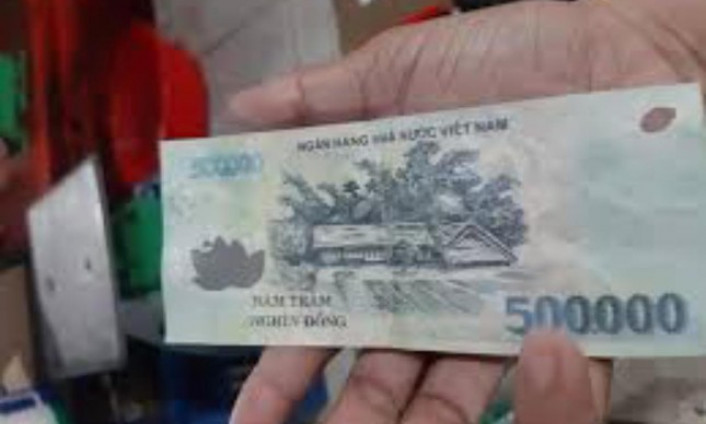 NGÂN HÀNG NHÀ NƯỚC VIỆT NAM
500000
NĂM TRĂM
NGHÌN ĐỒNG
500000